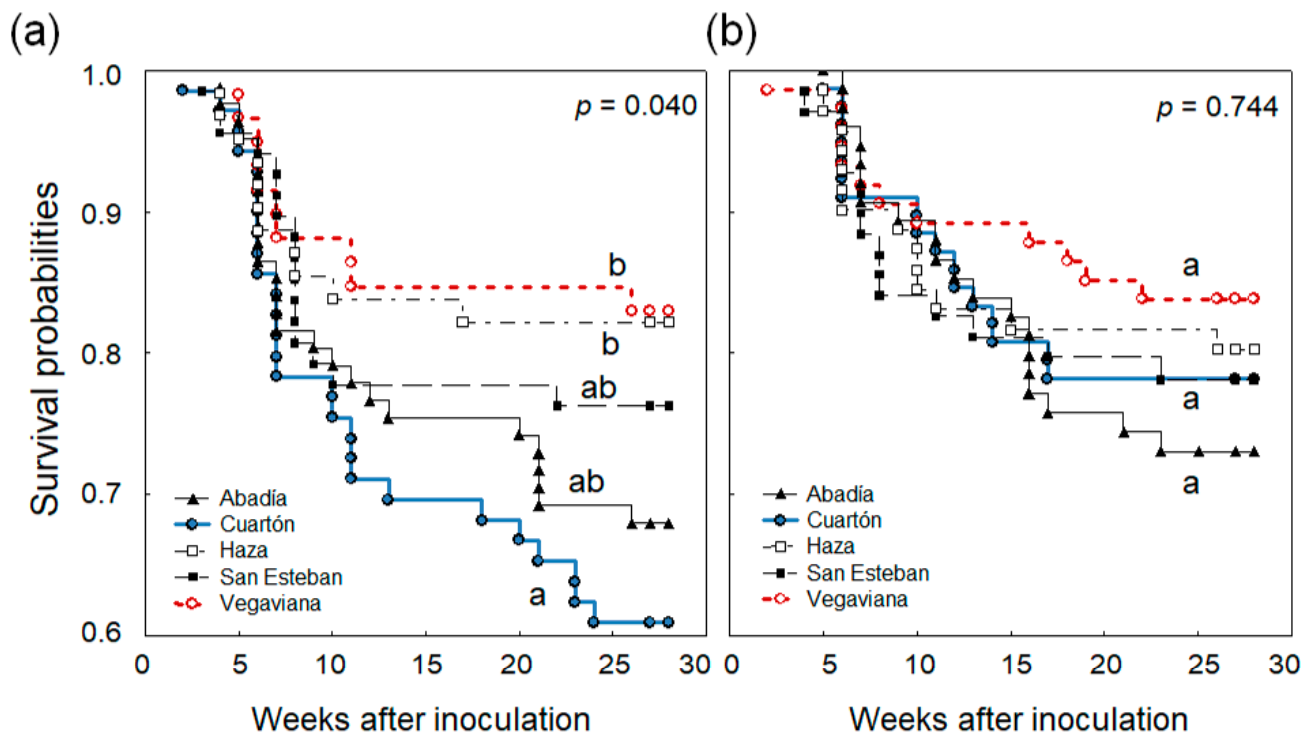 (a)
1.0
0.9
0.8
0.7
0.6
Survival probabilities
p = 0.040
b
b
ab
ab
a
Abadía
Cuartón
Haza
San Esteban
Vegaviana
0 5 10 15 20 25 30
Weeks after inoculation
(b)
p = 0.744
a
a
a
Abadía
Cuartón
Haza
San Esteban
Vegaviana
0 5 10 15 20 25 30
Weeks after inoculation